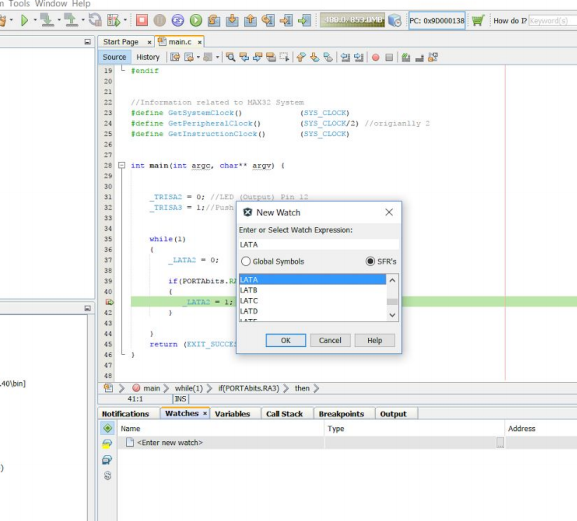 n Tools Window Help
PC: 0x9D000138
How do I? Keyword(s)
Start Page x main.c x
Source History
19 #endif
20
21
22 //Information related to MAX32 System
23 #define GetSystemClock() (SYS_CLOCK)
24 #define GetPeripheralClock() (SYS_CLOCK/2) //origianlly 2
25 #define GetInstructionClock() (SYS_CLOCK)
26
27
28 int main(int argc, char** argv) {
29
30
31 _TRISA2 = 0; //LED (Output) Pin 12
32 _TRISA3 = 1;//Push
33
34
35 while(1)
36 {
37 _LATA2 = 0;
38
39 if(PORTAbits.RA
40 {
_LATA2 = 1;
42 }
43
44 }
45 return (EXIT_SUCCES
46 }
47
48
New Watch
Enter or Select Watch Expression:
LATA
Global Symbols SFR's
LATA
LATB
LATC
LATD
LATE
OK Cancel Help
main while(1) if(PORTAbits.RA3) then
41:1 INS
.40\bin]
Notifications Watches x Variables Call Stack Breakpoints Output
Name Type Address
<Enter new watch>
)